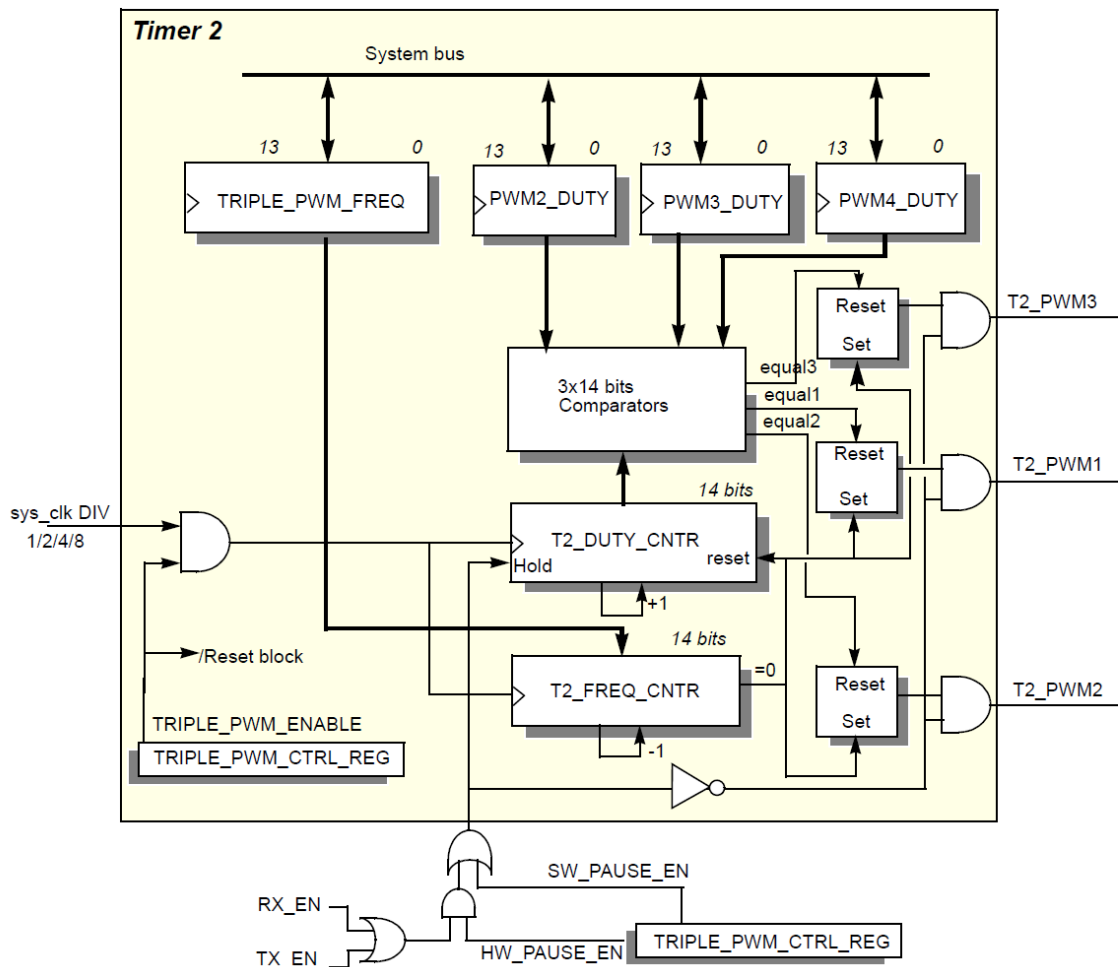 Timer 2
System bus
13 0
13 0
13 0
13 0
TRIPLE_PWM_FREQ
PWM2_DUTY
PWM3_DUTY
PWM4_DUTY
Reset
Set
T2_PWM3
3x14 bits
Comparators
equal3
equal1
equal2
Reset
Set
T2_PWM1
14 bits
sys_clk DIV
1/2/4/8
T2_DUTY_CNTR
reset
Hold
+1
14 bits
/Reset block
T2_FREQ_CNTR
=0
-1
Reset
Set
T2_PWM2
TRIPLE_PWM_ENABLE
TRIPLE_PWM_CTRL_REG
SW_PAUSE_EN
RX_EN
TX_EN
HW_PAUSE_EN
TRIPLE_PWM_CTRL_REG